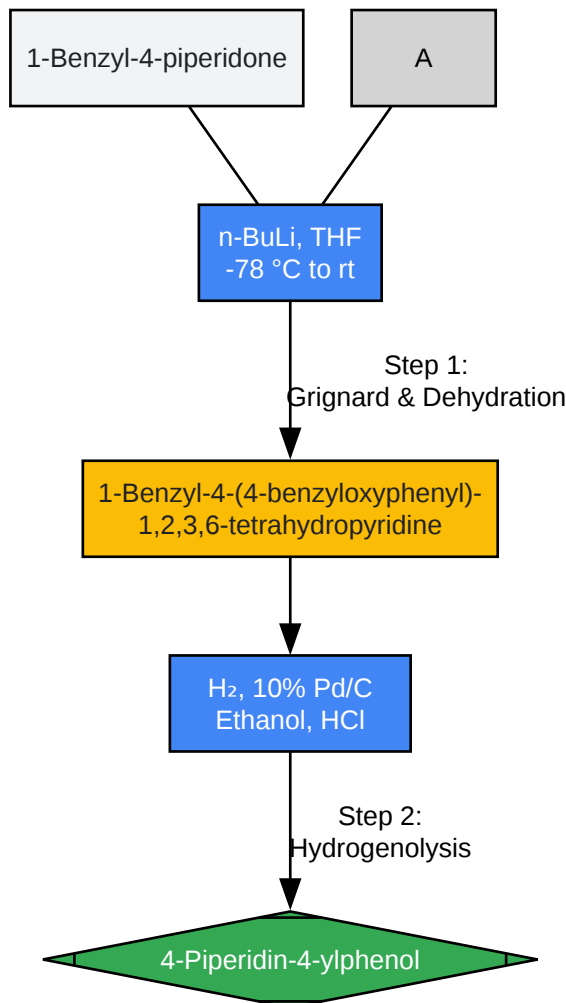 1-Benzyl-4-piperidone
A
n-BuLi, THF
-78 °C to rt
Step 1:
Grignard & Dehydration
1-Benzyl-4-(4-benzyloxyphenyl)-
1,2,3,6-tetrahydropyridine
H₂, 10% Pd/C
Ethanol, HCl
Step 2:
Hydrogenolysis
4-Piperidin-4-ylphenol